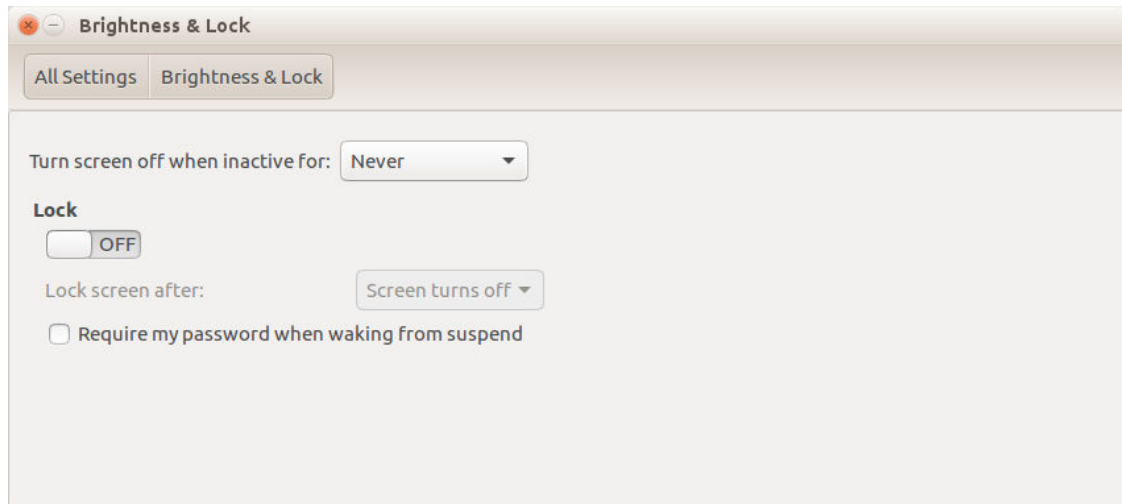 Brightness & Lock
All Settings Brightness & Lock
Turn screen off when inactive for: Never
Lock
OFF
Lock screen after: Screen turns off
Require my password when waking from suspend